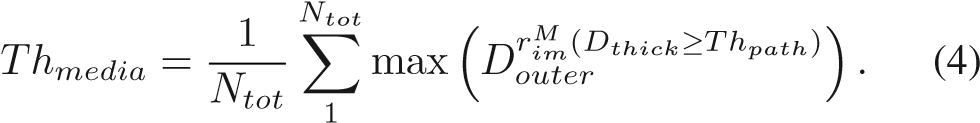 $Th_{media} = \frac{1}{N_{tot}} \sum_{1}^{N_{tot}} \max \left( D_{outer}^{r_{im}^{M}(D_{thick} \geq Th_{path})} \right).$ (4)